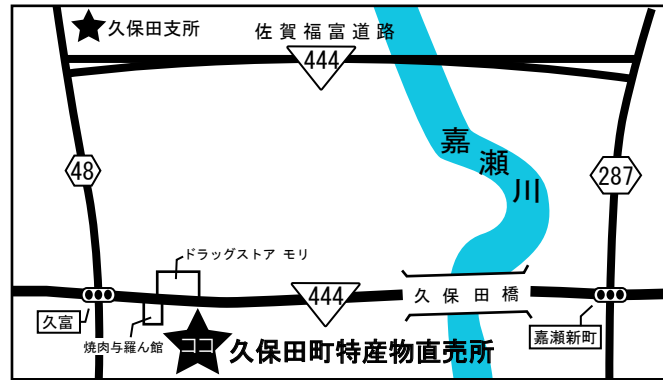 久保田支所
佐賀福富道路
444
嘉瀬川
48
287
ドラッグストア モリ
444
久保田橋
久富
焼肉与羅ん館
ココ
久保田町特産物直売所
嘉瀬新町